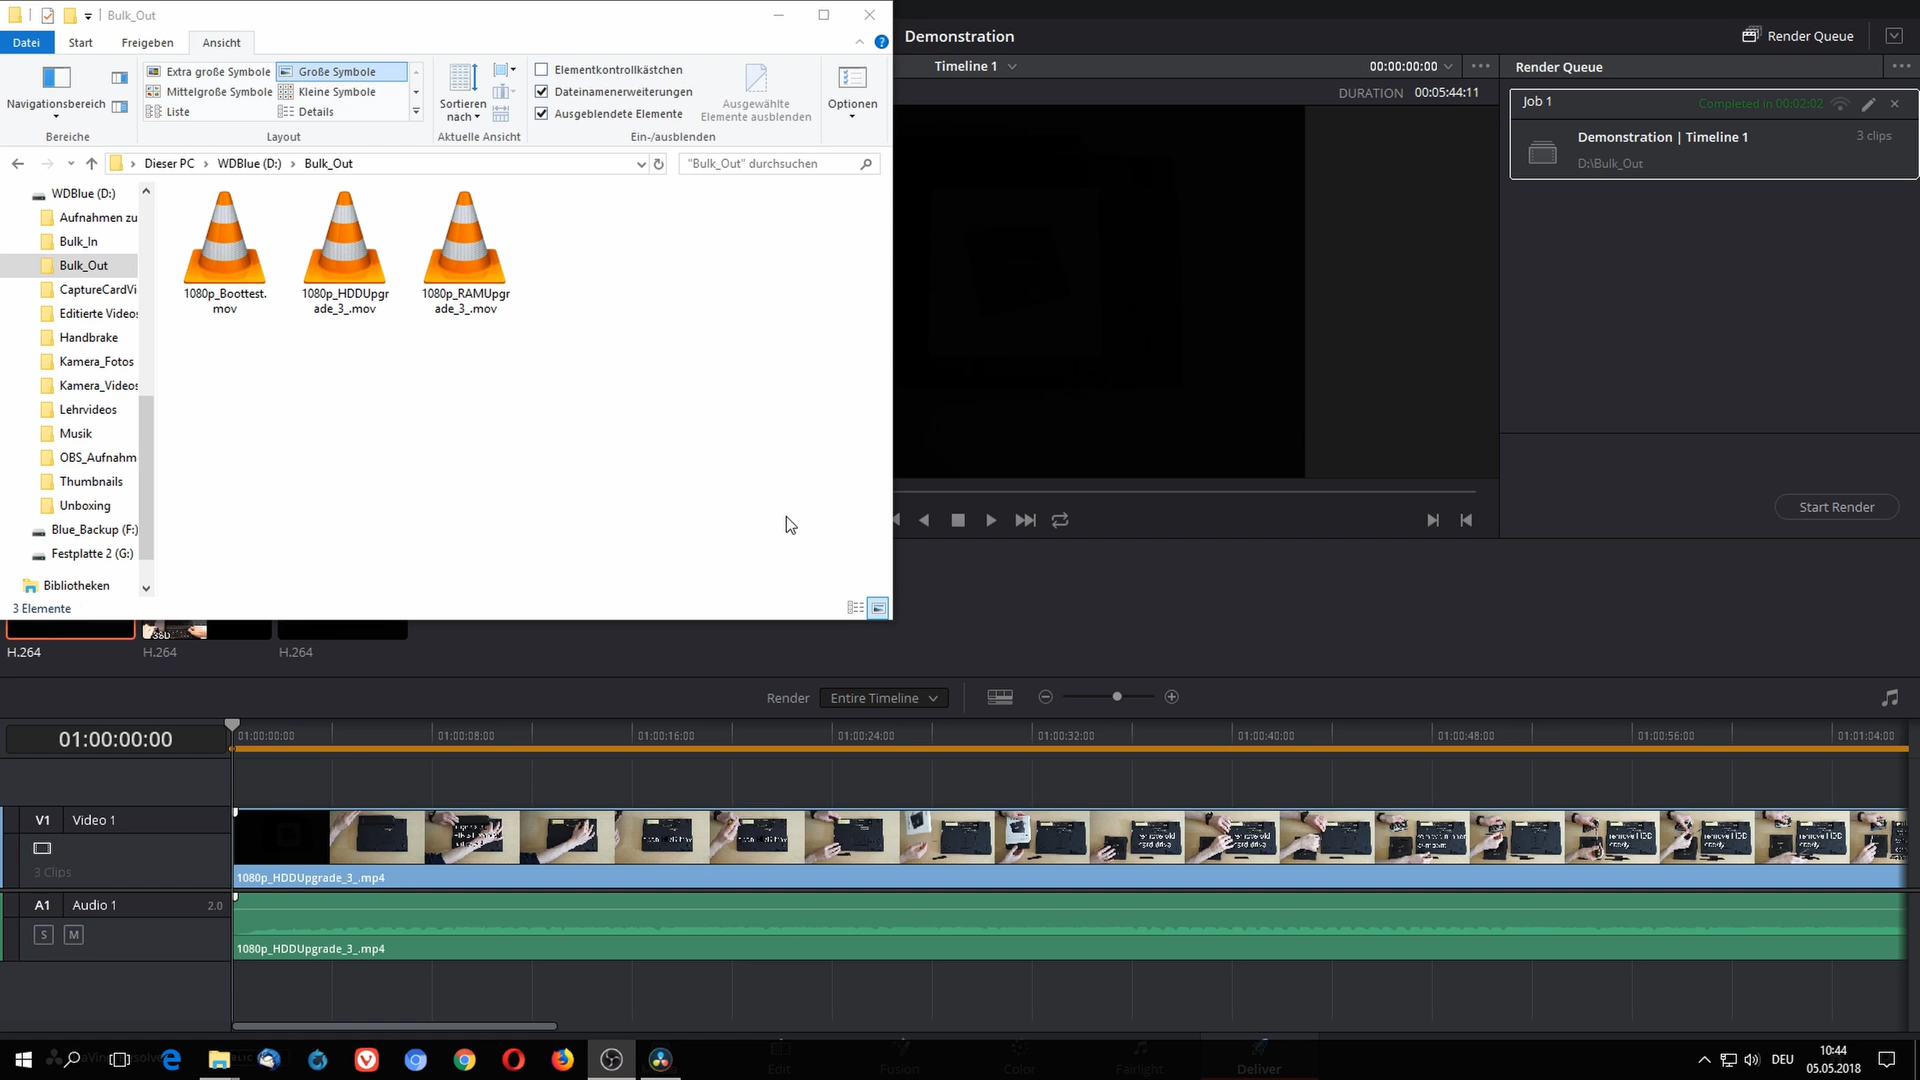 Bulk_Out
Datei
Start
Freigeben
Ansicht
Navigationsbereich
Extra große Symbole
Große Symbole
Mittelgroße Symbole
Kleine Symbole
Liste
Details
Sortieren
nach
Elementkontrollkästchen
Dateinamenerweiterungen
Ausgeblendete Elemente
Ausgewählte
Elemente ausblenden
Optionen
Bereiche
Layout
Aktuelle Ansicht
Ein-/ausblenden
Dieser PC
WDBlue (D:)
Bulk_Out
"Bulk_Out" durchsuchen
WDBlue (D:)
Aufnahmen zu
Bulk_In
Bulk_Out
CaptureCardVi
Editierte Videos
Handbrake
Kamera_Fotos
Kamera_Videos
Lehrvideos
Musik
OBS_Aufnahm
Thumbnails
Unboxing
Blue_Backup (F:)
Festplatte 2 (G:)
Bibliotheken
1080p_Boottest.
mov
1080p_HDDUpgr
ade_3_.mov
1080p_RAMUpgr
ade_3_.mov
3 Elemente
Demonstration
Render Queue
Timeline 1
00:00:00:00
Render Queue
DURATION 00:05:44:11
Job 1
Completed in 00:02:02
Demonstration | Timeline 1
3 clips
D:\Bulk_Out
Start Render
H.264
H.264
H.264
Render
Entire Timeline
01:00:00:00
01:00:00:00
01:00:08:00
01:00:16:00
01:00:24:00
01:00:32:00
01:00:40:00
01:00:48:00
01:00:56:00
01:01:04:00
V1
Video 1
3 Clips
1080p_HDDUpgrade_3_.mp4
A1
Audio 1
2.0
S
M
1080p_HDDUpgrade_3_.mp4
Edit
Fusion
Color
Fairlight
Deliver
DEU
10:44
05.05.2018